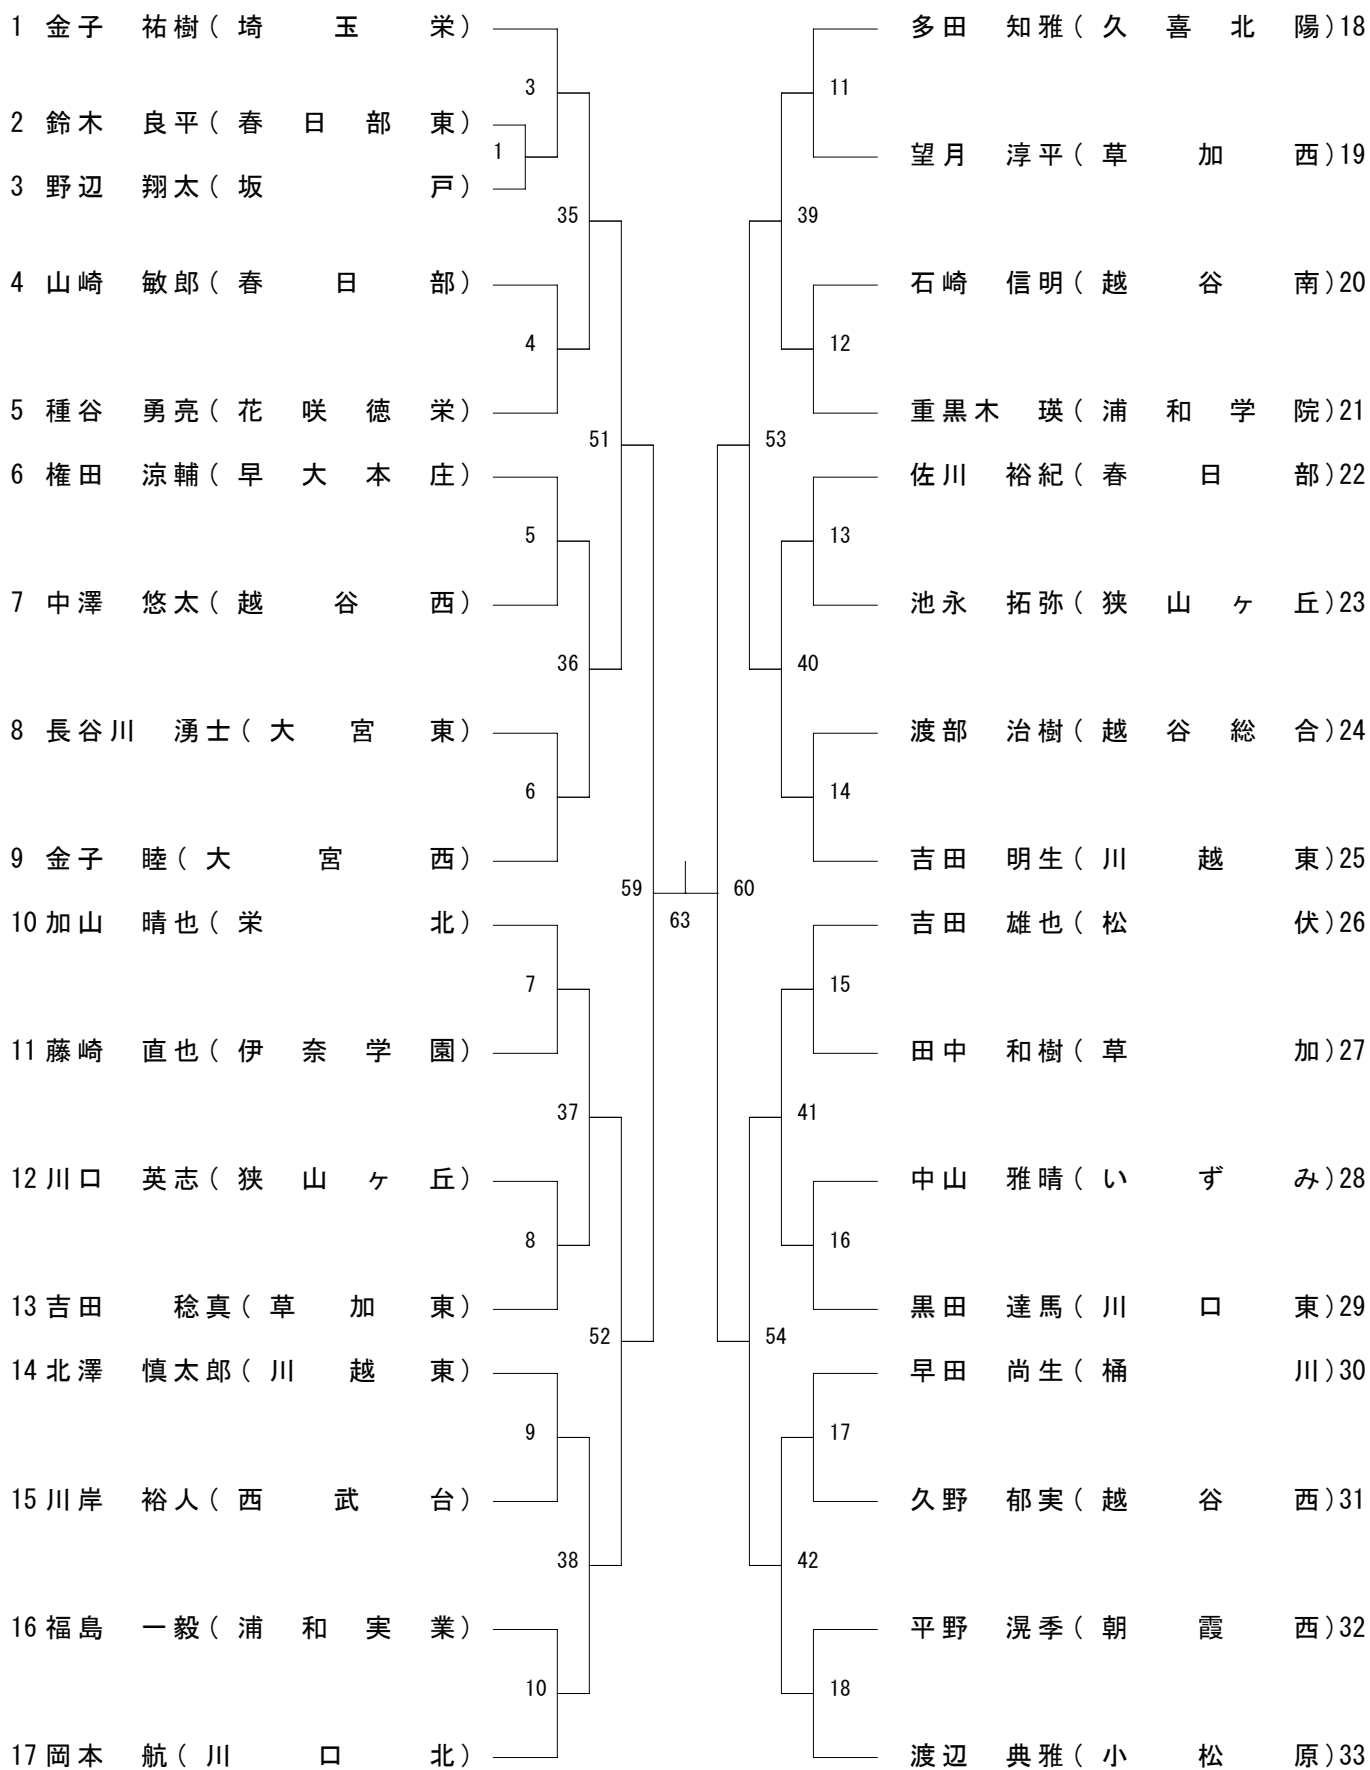 1 金子 祐樹(埼玉栄)
3
2 鈴木 良平(春日部東)
1
3 野辺 翔太(坂戸)
35
4 山崎 敏郎(春日部)
4
5 種谷 勇亮(花咲徳栄)
51
6 権田 涼輔(早大本庄)
5
7 中澤 悠太(越谷西)
36
8 長谷川 湧士(大宮東)
6
9 金子 睦(大宮西)
59
10 加山 晴也(栄北)
7
11 藤崎 直也(伊奈学園)
37
12 川口 英志(狭山ヶ丘)
8
13 吉田 稔真(草加東)
52
14 北澤 慎太郎(川越東)
9
15 川岸 裕人(西武台)
38
16 福島 一毅(浦和実業)
10
17 岡本 航(川口北)
63
多田 知雅(久喜北陽)18
11
望月 淳平(草加西)19
39
石崎 信明(越谷南)20
12
重黒木 瑛(浦和学院)21
53
佐川 裕紀(春日部)22
13
池永 拓弥(狭山ヶ丘)23
40
渡部 治樹(越谷総合)24
14
吉田 明生(川越東)25
60
吉田 雄也(松伏)26
15
田中 和樹(草加)27
41
中山 雅晴(いずみ)28
16
黒田 達馬(川口東)29
54
早田 尚生(桶川)30
17
久野 郁実(越谷西)31
42
平野 滉季(朝霞西)32
18
渡辺 典雅(小松原)33